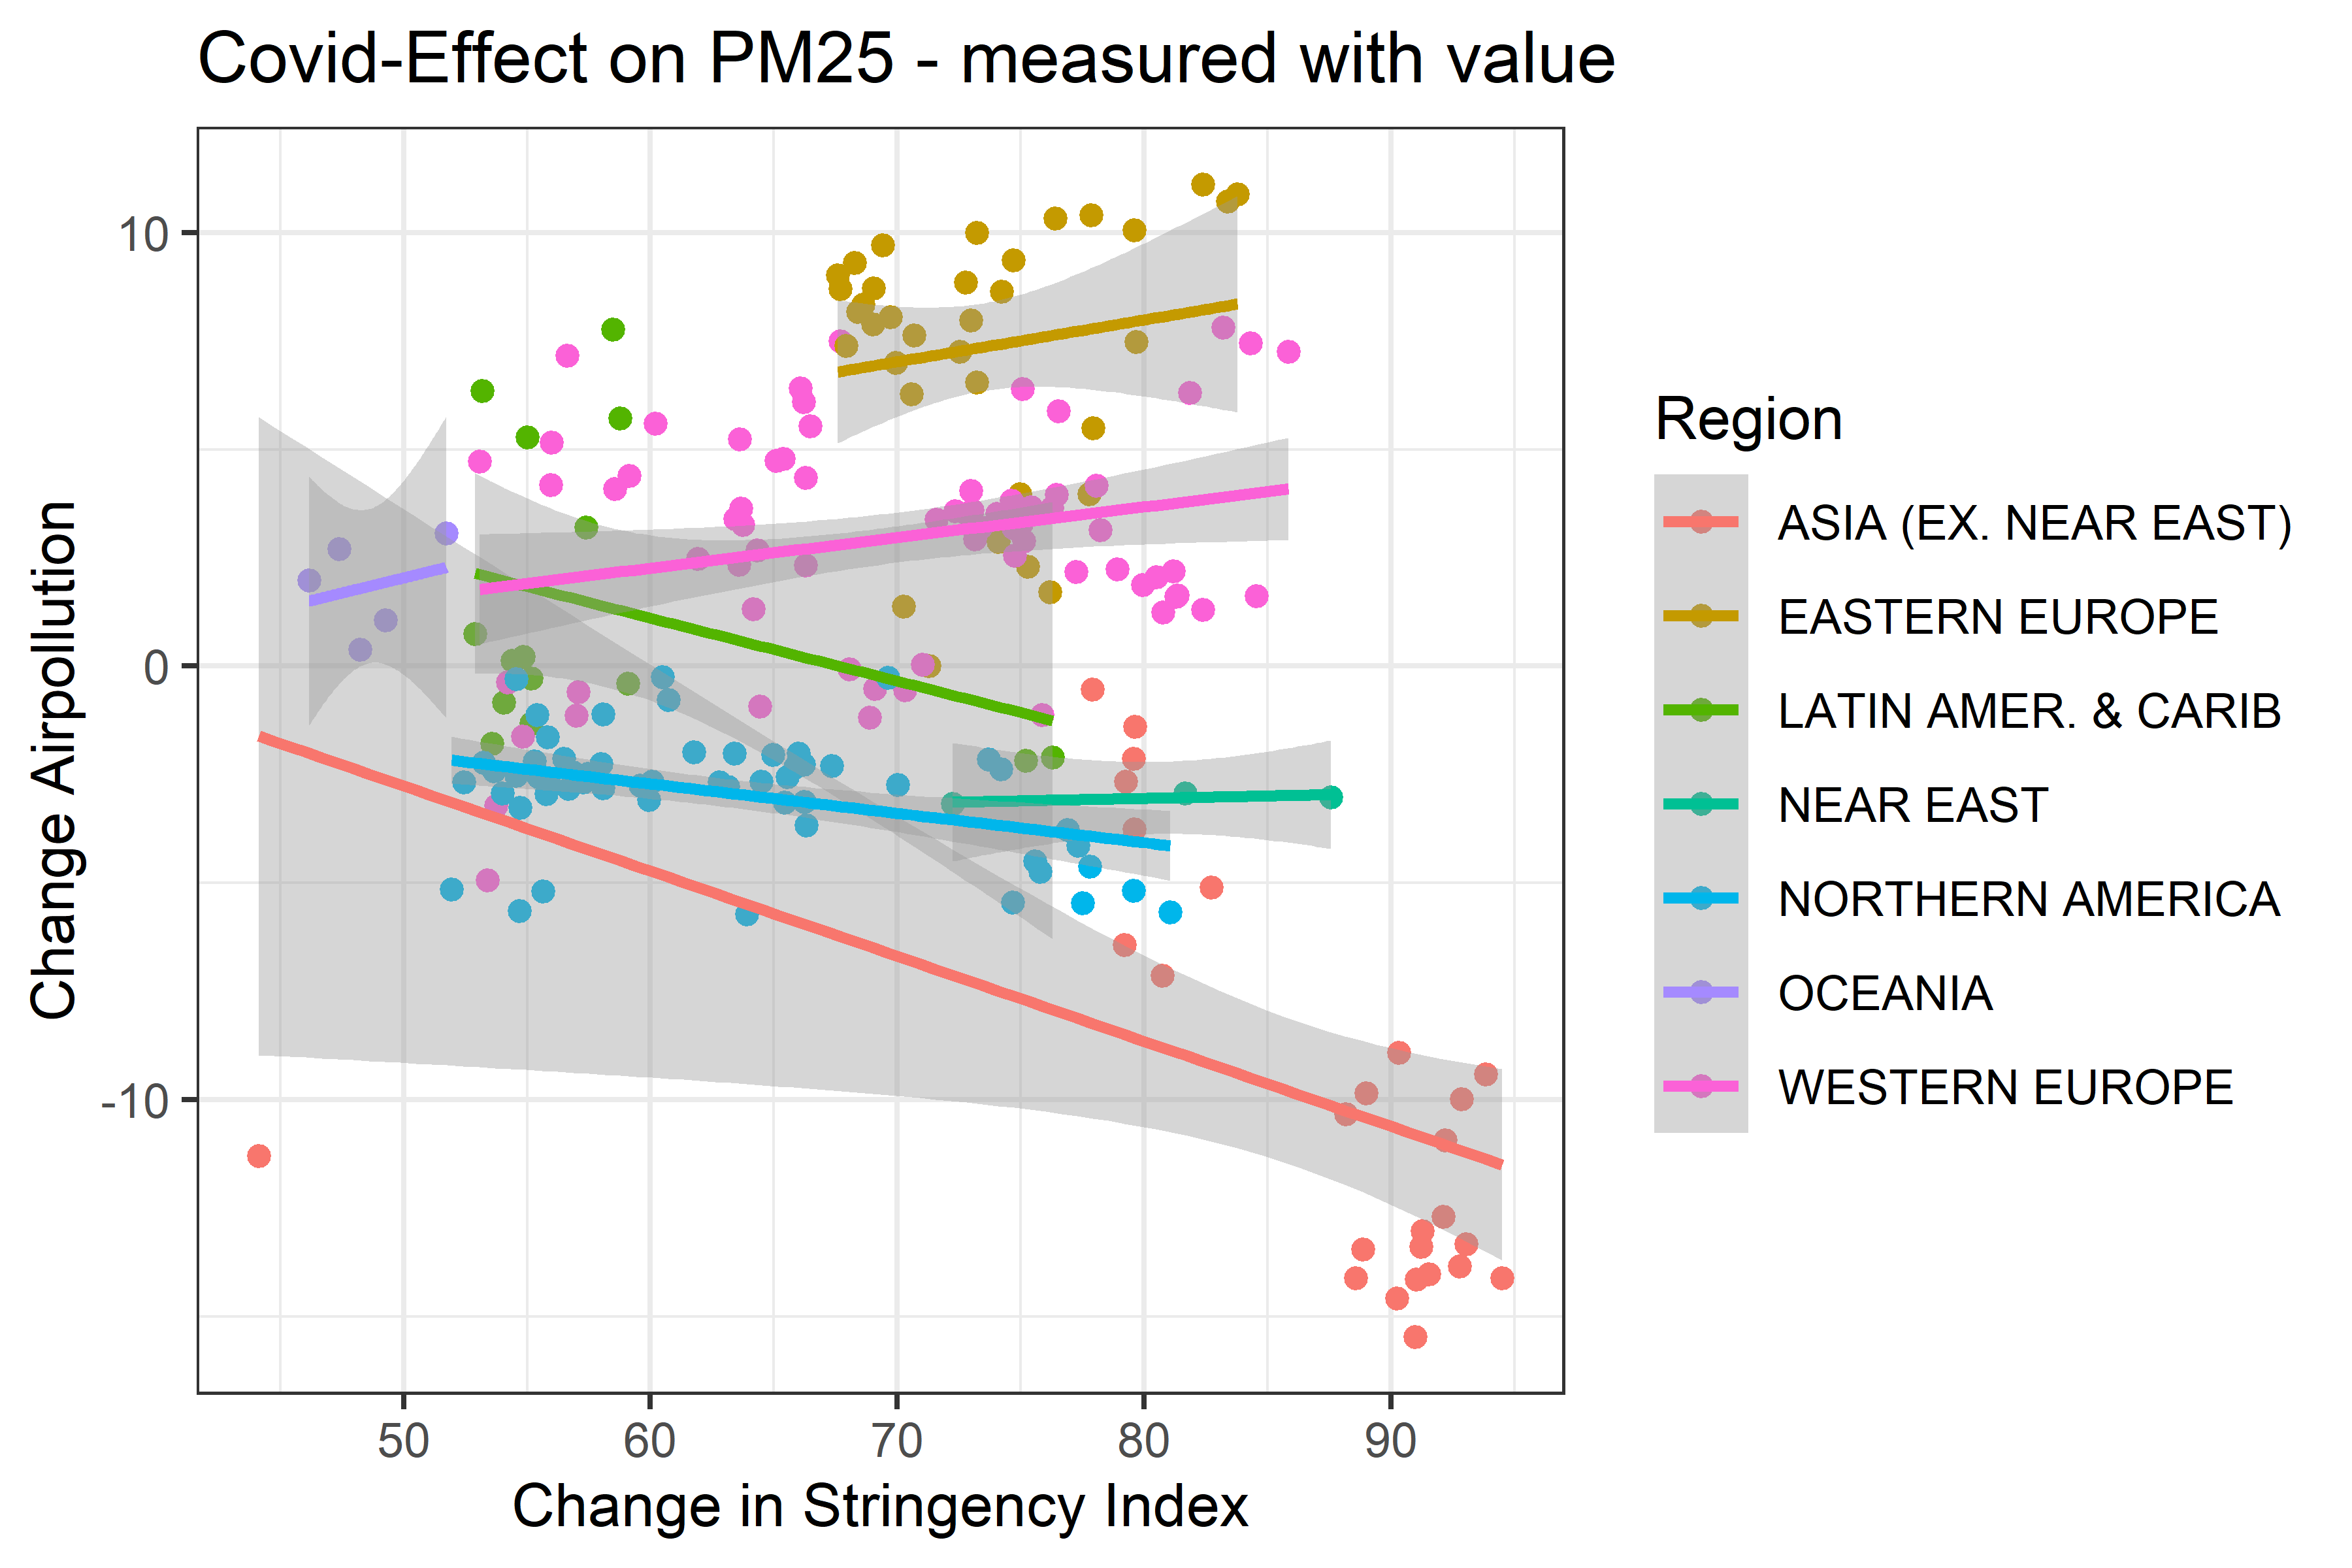 Covid-Effect on PM25 - measured with value
Change Airpollution
10
0
-10
50 60 70 80 90
Change in Stringency Index
Region
ASIA (EX. NEAR EAST)
EASTERN EUROPE
LATIN AMER. & CARIB
NEAR EAST
NORTHERN AMERICA
OCEANIA
WESTERN EUROPE